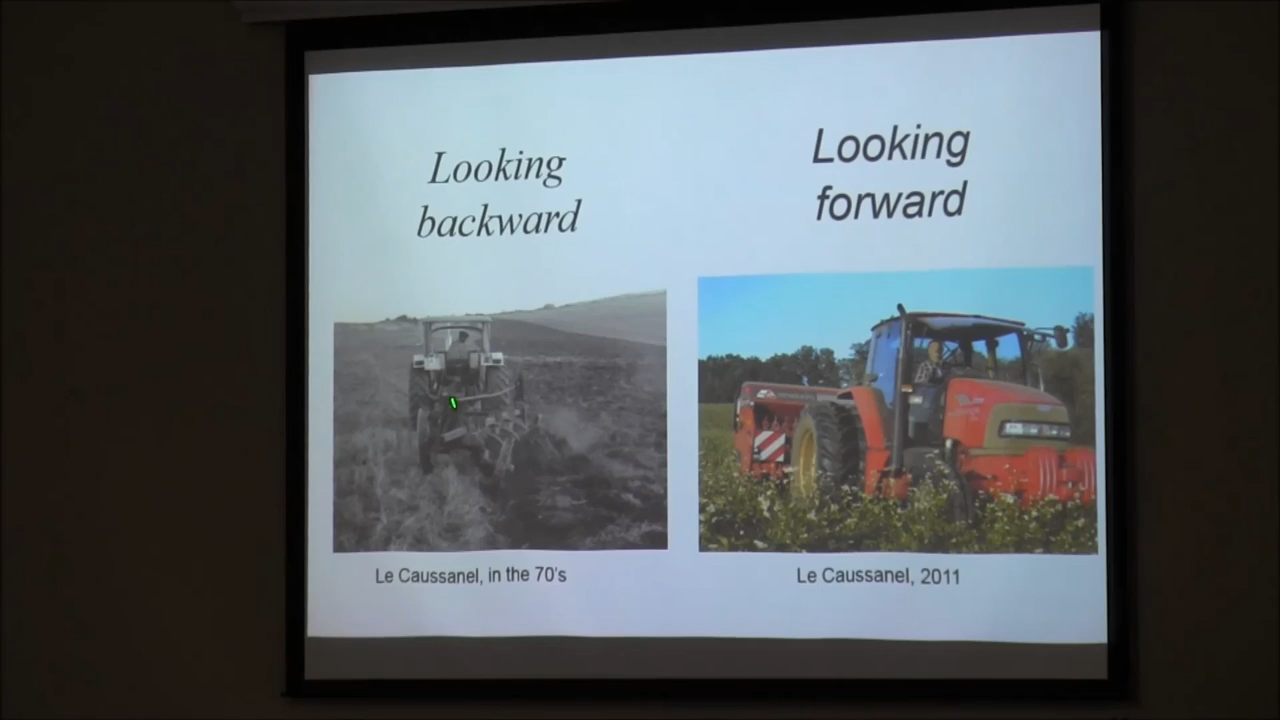 Looking
backward
Looking
forward
Le Caussanel, in the 70's
Le Caussanel, 2011